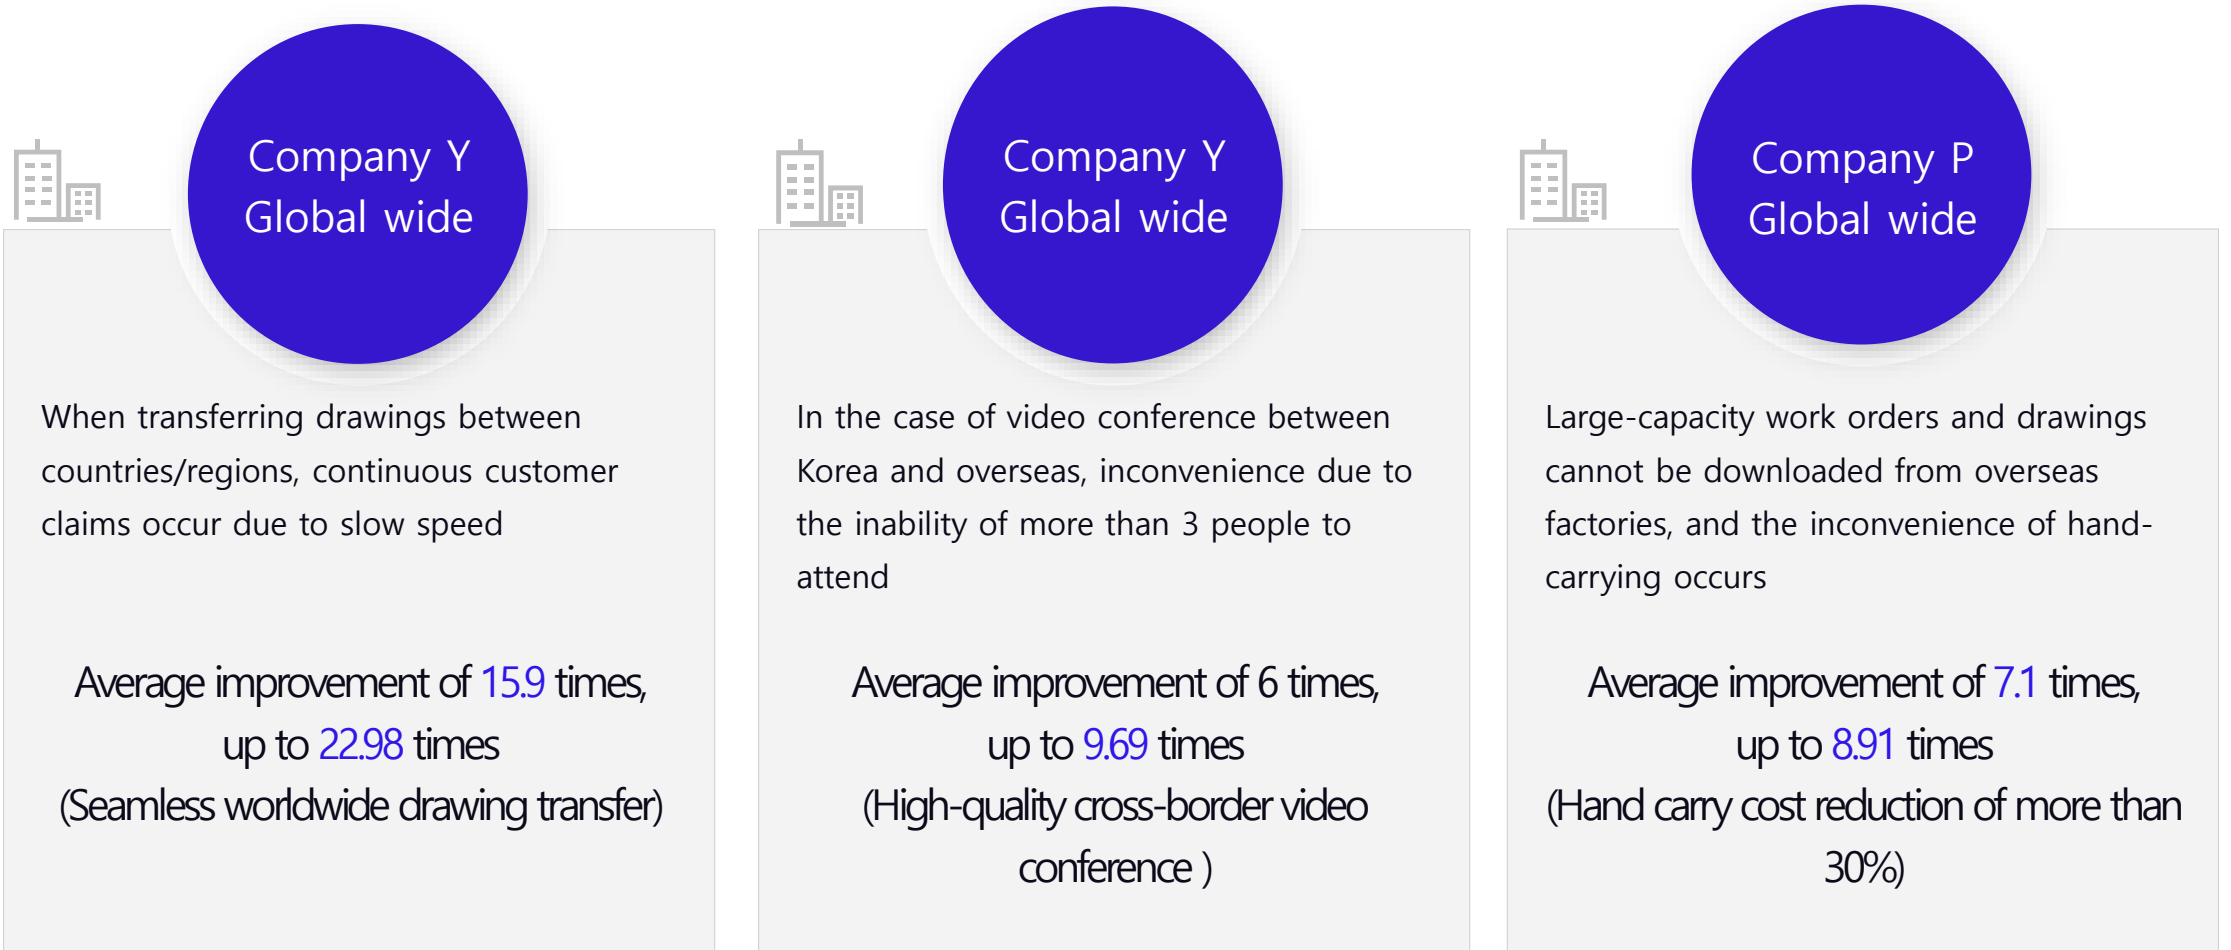 Company Y
Global wide
When transferring drawings between
countries/regions, continuous customer
claims occur due to slow speed
Average improvement of 15.9 times,
up to 22.98 times
(Seamless worldwide drawing transfer)
Company Y
Global wide
In the case of video conference between
Korea and overseas, inconvenience due to
the inability of more than 3 people to
attend
Average improvement of 6 times,
up to 9.69 times
(High-quality cross-border video
conference )
Company P
Global wide
Large-capacity work orders and drawings
cannot be downloaded from overseas
factories, and the inconvenience of hand-
carrying occurs
Average improvement of 7.1 times,
up to 8.91 times
(Hand carry cost reduction of more than
30%)